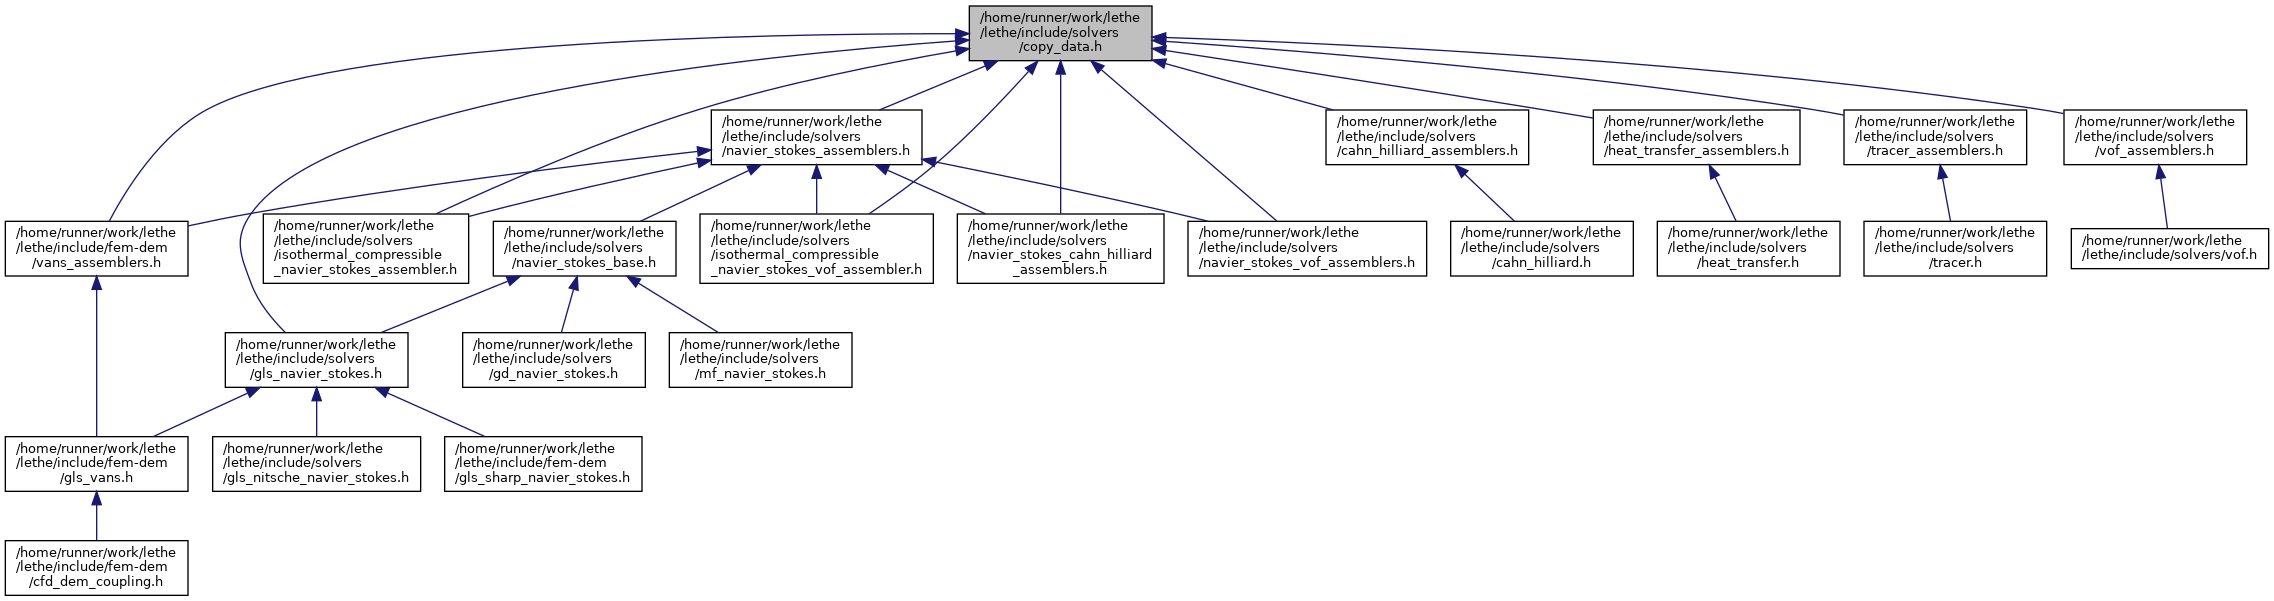 /home/runner/work/lethe
/lethe/include/solvers
/copy_data.h
/home/runner/work/lethe
/lethe/include/solvers
/navier_stokes_assemblers.h
/home/runner/work/lethe
/lethe/include/solvers
/cahn_hilliard_assemblers.h
/home/runner/work/lethe
/lethe/include/solvers
/heat_transfer_assemblers.h
/home/runner/work/lethe
/lethe/include/solvers
/tracer_assemblers.h
/home/runner/work/lethe
/lethe/include/solvers
/vof_assemblers.h
/home/runner/work/lethe
/lethe/include/fem-dem
/vans_assemblers.h
/home/runner/work/lethe
/lethe/include/solvers
/isothermal_compressible
_navier_stokes_assembler.h
/home/runner/work/lethe
/lethe/include/solvers
/navier_stokes_base.h
/home/runner/work/lethe
/lethe/include/solvers
/isothermal_compressible
_navier_stokes_vof_assembler.h
/home/runner/work/lethe
/lethe/include/solvers
/navier_stokes_cahn_hilliard
_assemblers.h
/home/runner/work/lethe
/lethe/include/solvers
/navier_stokes_vof_assemblers.h
/home/runner/work/lethe
/lethe/include/solvers
/cahn_hilliard.h
/home/runner/work/lethe
/lethe/include/solvers
/heat_transfer.h
/home/runner/work/lethe
/lethe/include/solvers
/tracer.h
/home/runner/work/lethe
/lethe/include/solvers/vof.h
/home/runner/work/lethe
/lethe/include/solvers
/gls_navier_stokes.h
/home/runner/work/lethe
/lethe/include/solvers
/gd_navier_stokes.h
/home/runner/work/lethe
/lethe/include/solvers
/mf_navier_stokes.h
/home/runner/work/lethe
/lethe/include/fem-dem
/gls_vans.h
/home/runner/work/lethe
/lethe/include/solvers
/gls_nitsche_navier_stokes.h
/home/runner/work/lethe
/lethe/include/fem-dem
/gls_sharp_navier_stokes.h
/home/runner/work/lethe
/lethe/include/fem-dem
/cfd_dem_coupling.h